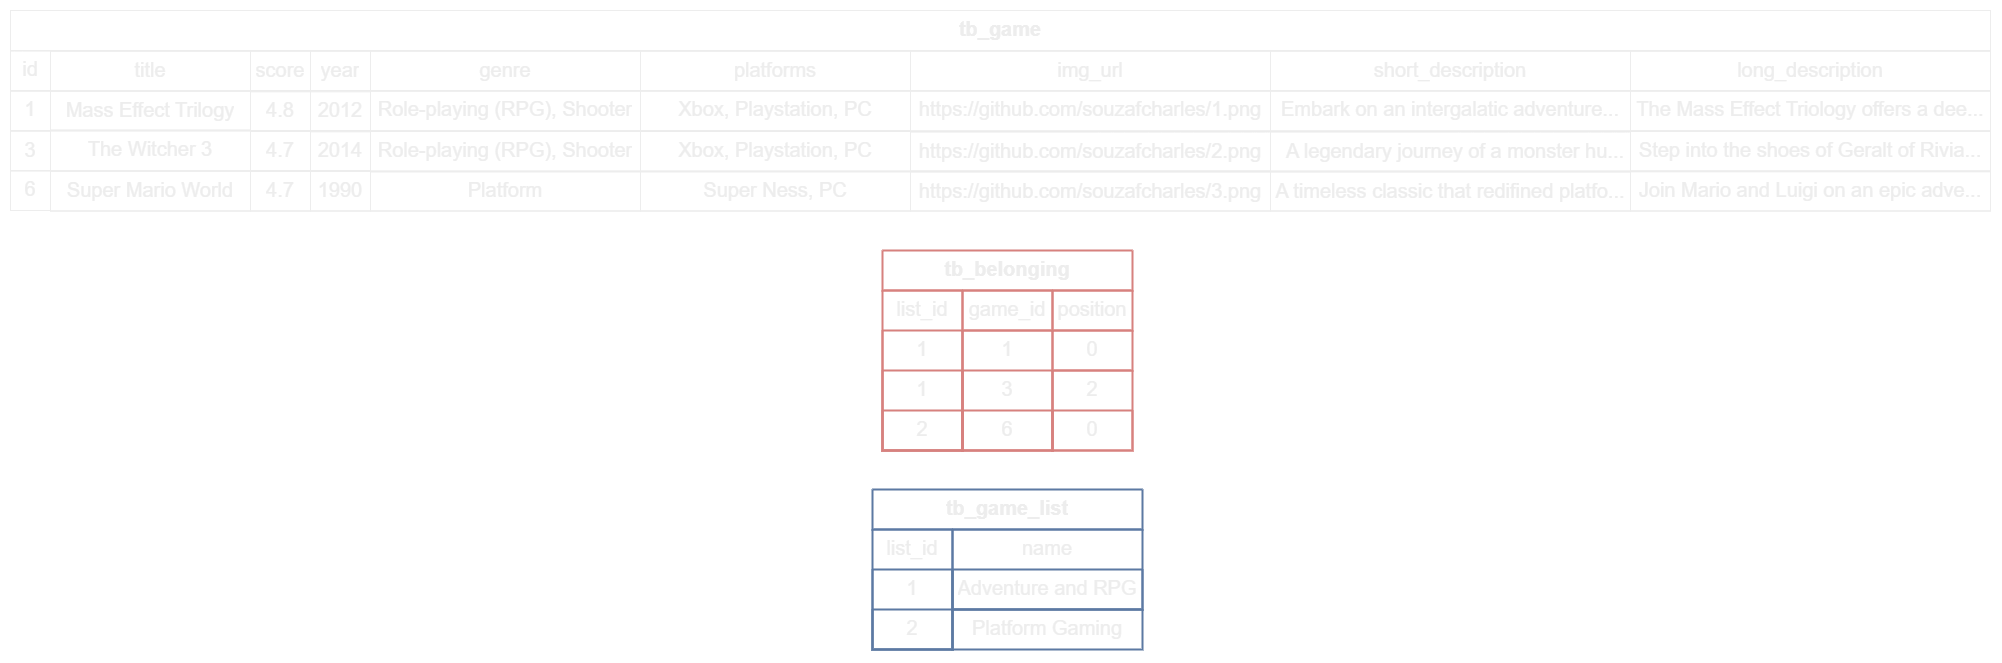 tb_game
id title score year genre platforms img_url short_description long_description
1 Mass Effect Trilogy 4.8 2012 Role-playing (RPG), Shooter Xbox, Playstation, PC https://github.com/souzafcharles/1.png Embark on an intergalatic adventure... The Mass Effect Triology offers a dee...
3 The Witcher 3 4.7 2014 Role-playing (RPG), Shooter Xbox, Playstation, PC https://github.com/souzafcharles/2.png A legendary journey of a monster hu... Step into the shoes of Geralt of Rivia...
6 Super Mario World 4.7 1990 Platform Super Ness, PC https://github.com/souzafcharles/3.png A timeless classic that redifined platfo... Join Mario and Luigi on an epic adve...
tb_belonging
list_id game_id position
1 1 0
1 3 2
2 6 0
tb_game_list
list_id name
1 Adventure and RPG
2 Platform Gaming